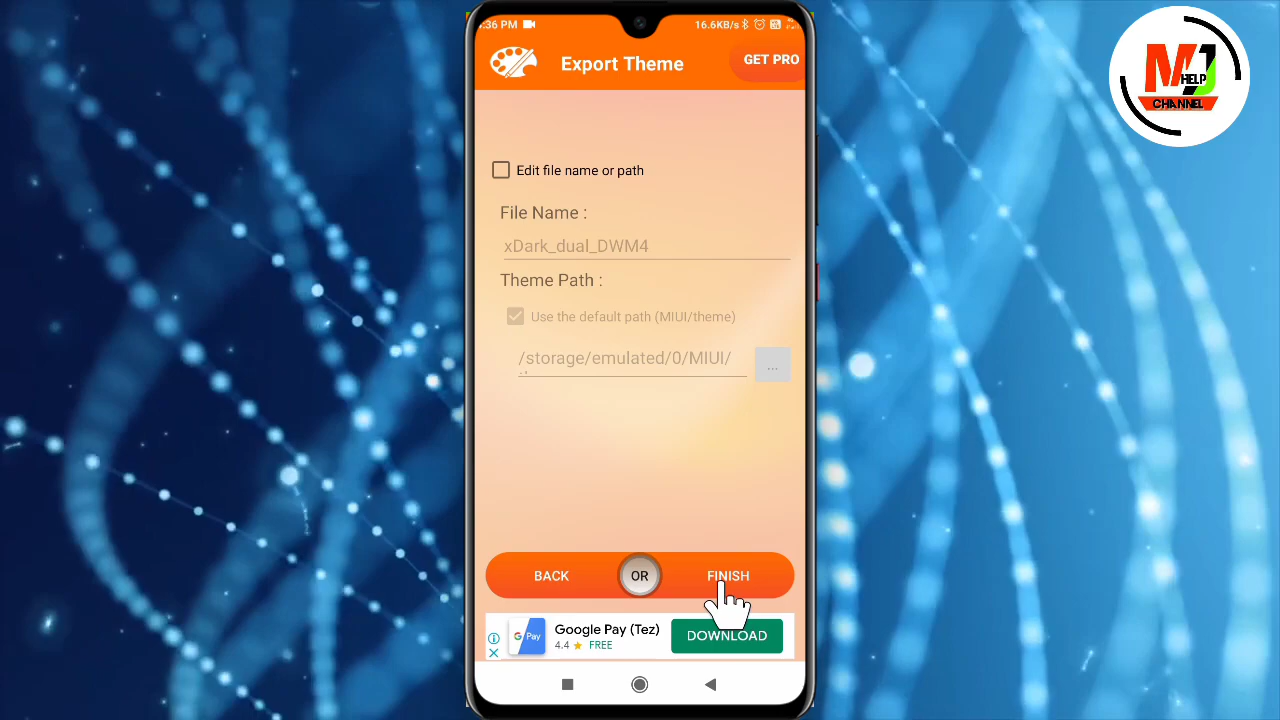 :36 PM
16.6KB/s
Export Theme
GET PRO
Edit file name or path
File Name :
xDark_dual_DWM4
Theme Path :
Use the default path (MIUI/theme)
/storage/emulated/0/MIUI/
...
BACK
OR
FINISH
G Pay
Google Pay (Tez)
4.4 ★ FREE
DOWNLOAD
MJ
HELP
CHANNEL